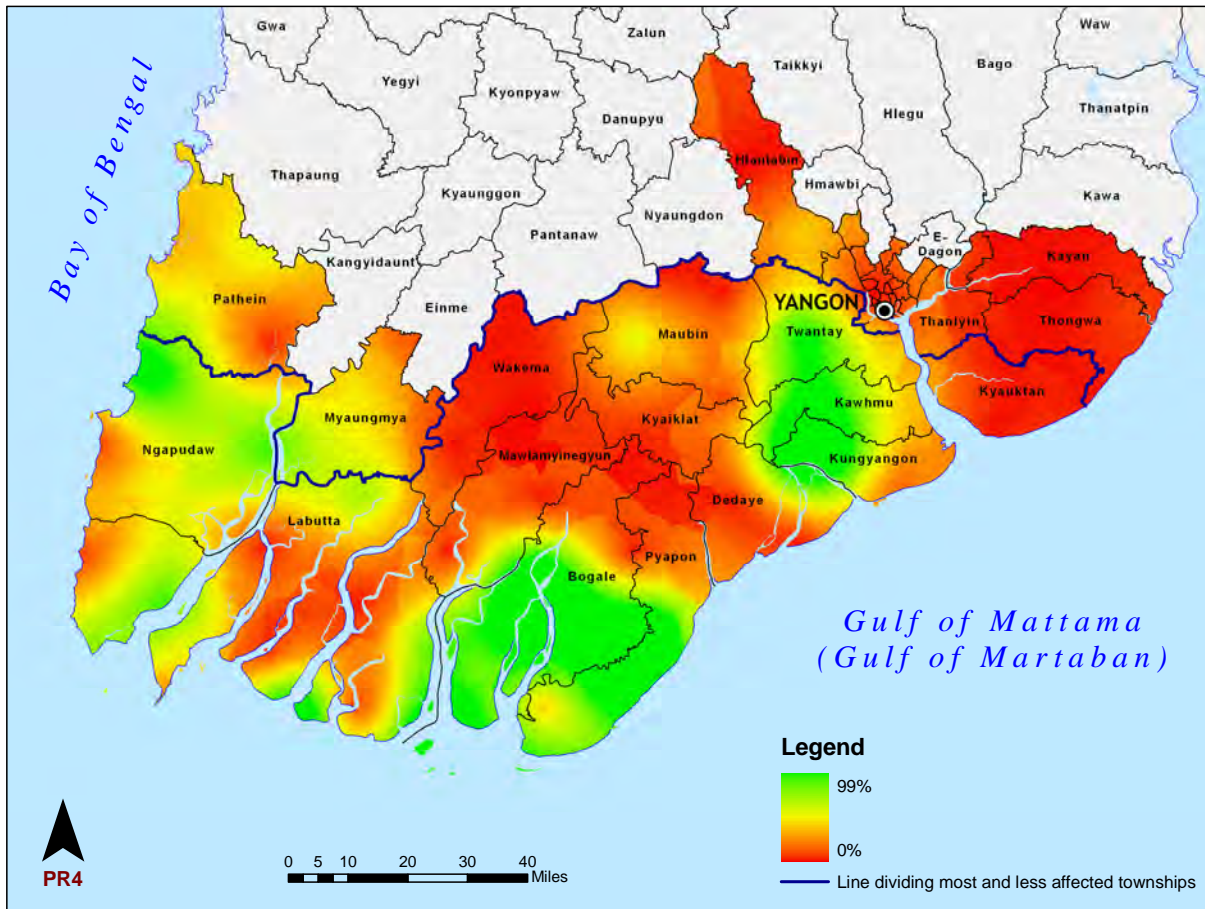 Gwa
Zalun
Waw
Taikkyi
Bago
Yegyi
Kyonpyaw
Thanatpin
Danupyu
Hlegu
Bay of Bengal
Hlantabin
Thapaung
Hmawbi
Kyaunggon
Kawa
Nyaungdon
Pantanaw
E-
Dagon
Kangyidaunt
Kayan
Einme
Pathein
YANGON
Thanlyin
Thongwa
Twantay
Maubin
Wakema
Kyauktan
Kawhmu
Myaungmya
Kyaiklat
Ngapudaw
Mawlamyinegyun
Kungyangon
Dedaye
Labutta
Pyapon
Bogale
Gulf of Mattama
(Gulf of Martaban)
Legend
99%
0%
Line dividing most and less affected townships
PR4
0 5 10 20 30 40
Miles